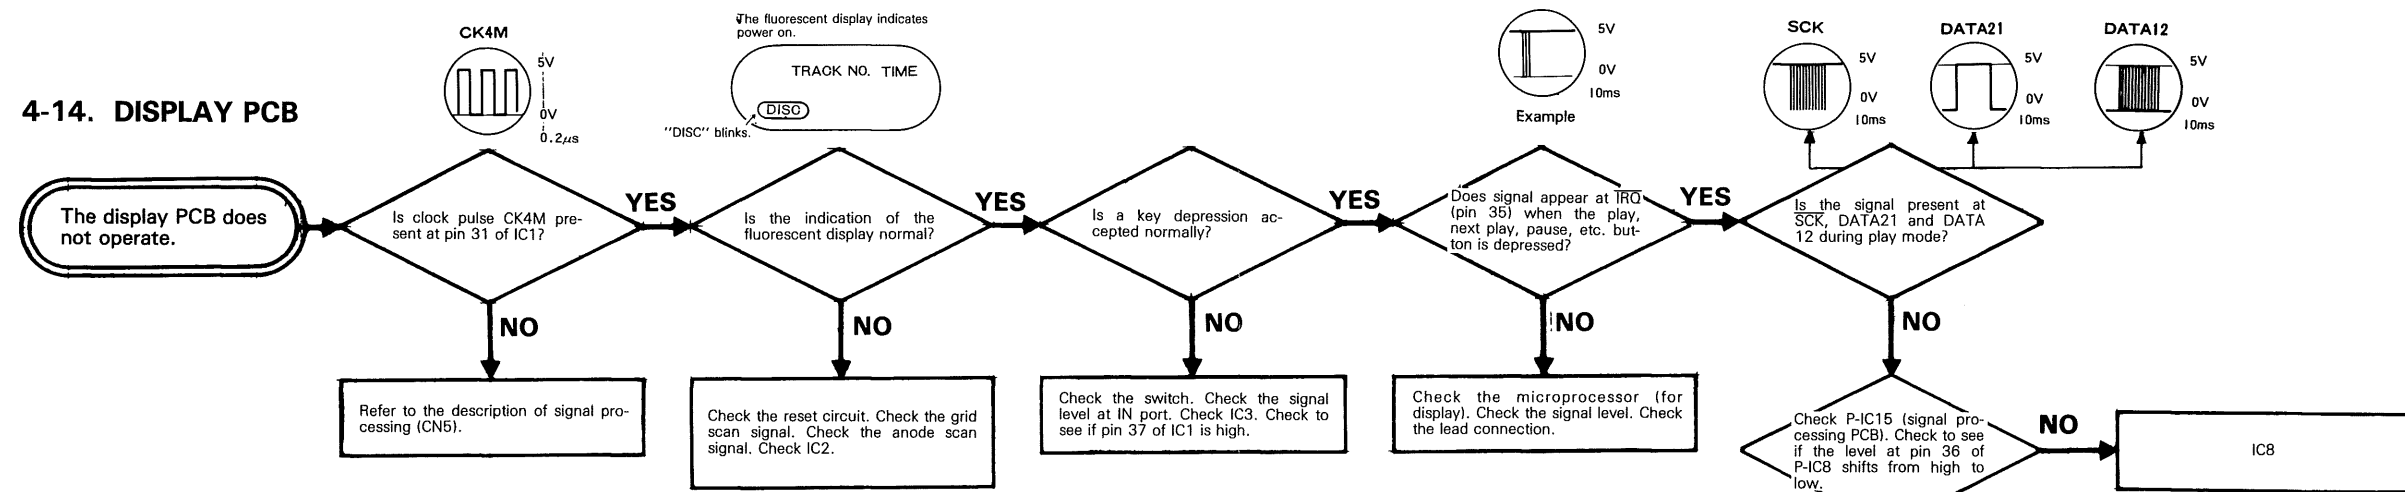 4-14. DISPLAY PCB
The display PCB does
not operate.
CK4M
5V
0V
0.2μs
Is clock pulse CK4M pre-
sent at pin 31 of IC1?
YES
NO
Refer to the description of signal pro-
cessing (CN5).
The fluorescent display indicates
power on.
TRACK NO. TIME
DISC
"DISC" blinks.
Is the indication of the
fluorescent display normal?
YES
NO
Check the reset circuit. Check the grid
scan signal. Check the anode scan
signal. Check IC2.
Is a key depression ac-
cepted normally?
YES
NO
Check the switch. Check the signal
level at IN port. Check IC3. Check to
see if pin 37 of IC1 is high.
5V
0V
10ms
Example
Does signal appear at I̅R̅Q̅
(pin 35) when the play,
next play, pause, etc. but-
ton is depressed?
YES
NO
Check the microprocessor (for
display). Check the signal level. Check
the lead connection.
SCK
5V
0V
10ms
DATA21
5V
0V
10ms
DATA12
5V
0V
10ms
Is the signal present at
S̅C̅K̅, DATA21 and DATA
12 during play mode?
NO
Check P-IC15 (signal pro-
cessing PCB). Check to see
if the level at pin 36 of
P-IC8 shifts from high to
low.
NO
IC8